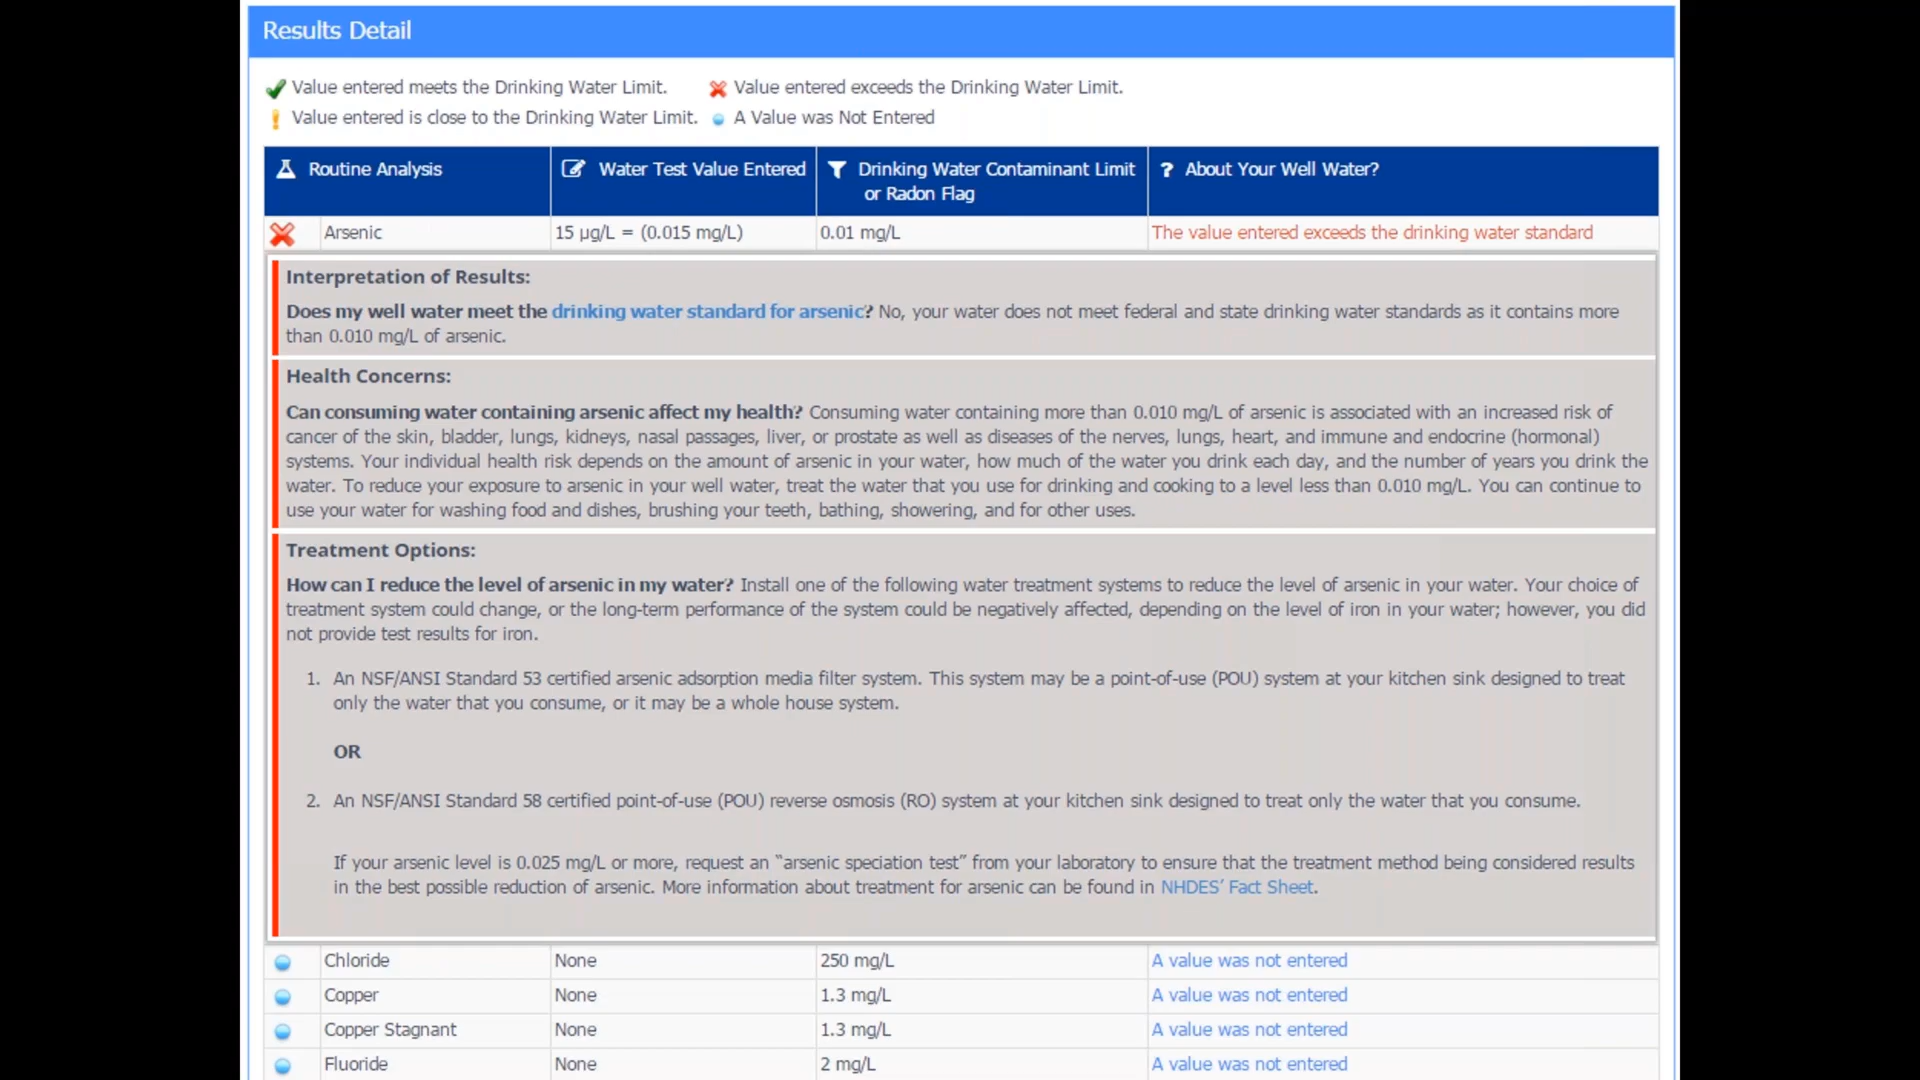 Results Detail
Value entered meets the Drinking Water Limit.
Value entered exceeds the Drinking Water Limit.
Value entered is close to the Drinking Water Limit.
A Value was Not Entered
Routine Analysis
Water Test Value Entered
Drinking Water Contaminant Limit
or Radon Flag
? About Your Well Water?
Arsenic
15 µg/L = (0.015 mg/L)
0.01 mg/L
The value entered exceeds the drinking water standard
Interpretation of Results:
Does my well water meet the drinking water standard for arsenic? No, your water does not meet federal and state drinking water standards as it contains more
than 0.010 mg/L of arsenic.
Health Concerns:
Can consuming water containing arsenic affect my health? Consuming water containing more than 0.010 mg/L of arsenic is associated with an increased risk of
cancer of the skin, bladder, lungs, kidneys, nasal passages, liver, or prostate as well as diseases of the nerves, lungs, heart, and immune and endocrine (hormonal)
systems. Your individual health risk depends on the amount of arsenic in your water, how much of the water you drink each day, and the number of years you drink the
water. To reduce your exposure to arsenic in your well water, treat the water that you use for drinking and cooking to a level less than 0.010 mg/L. You can continue to
use your water for washing food and dishes, brushing your teeth, bathing, showering, and for other uses.
Treatment Options:
How can I reduce the level of arsenic in my water? Install one of the following water treatment systems to reduce the level of arsenic in your water. Your choice of
treatment system could change, or the long-term performance of the system could be negatively affected, depending on the level of iron in your water; however, you did
not provide test results for iron.
1. An NSF/ANSI Standard 53 certified arsenic adsorption media filter system. This system may be a point-of-use (POU) system at your kitchen sink designed to treat
only the water that you consume, or it may be a whole house system.
OR
2. An NSF/ANSI Standard 58 certified point-of-use (POU) reverse osmosis (RO) system at your kitchen sink designed to treat only the water that you consume.
If your arsenic level is 0.025 mg/L or more, request an “arsenic speciation test” from your laboratory to ensure that the treatment method being considered results
in the best possible reduction of arsenic. More information about treatment for arsenic can be found in NHDES’ Fact Sheet.
Chloride
None
250 mg/L
A value was not entered
Copper
None
1.3 mg/L
A value was not entered
Copper Stagnant
None
1.3 mg/L
A value was not entered
Fluoride
None
2 mg/L
A value was not entered